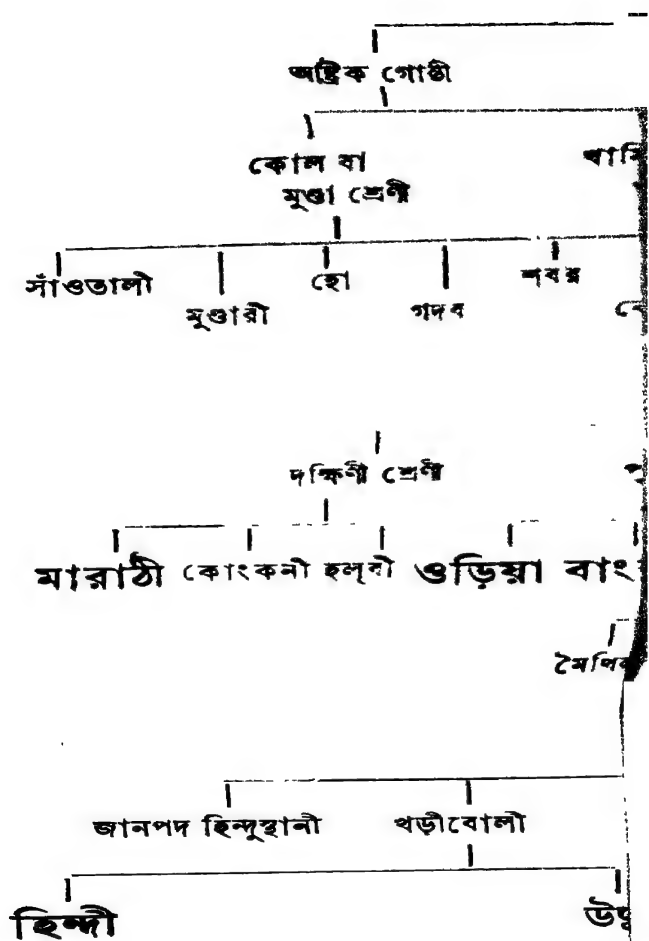 অষ্ট্রিক গোষ্ঠী
কোল বা
মুণ্ডা শ্রেণী
সাঁওতালী মুণ্ডারী হো গদব শবর
দক্ষিণী শ্রেণী
মারাঠী কোংকনী হল্‌বী ওড়িয়া বাং
জানপদ হিন্দুস্থানী খড়ীবোলী
হিন্দী